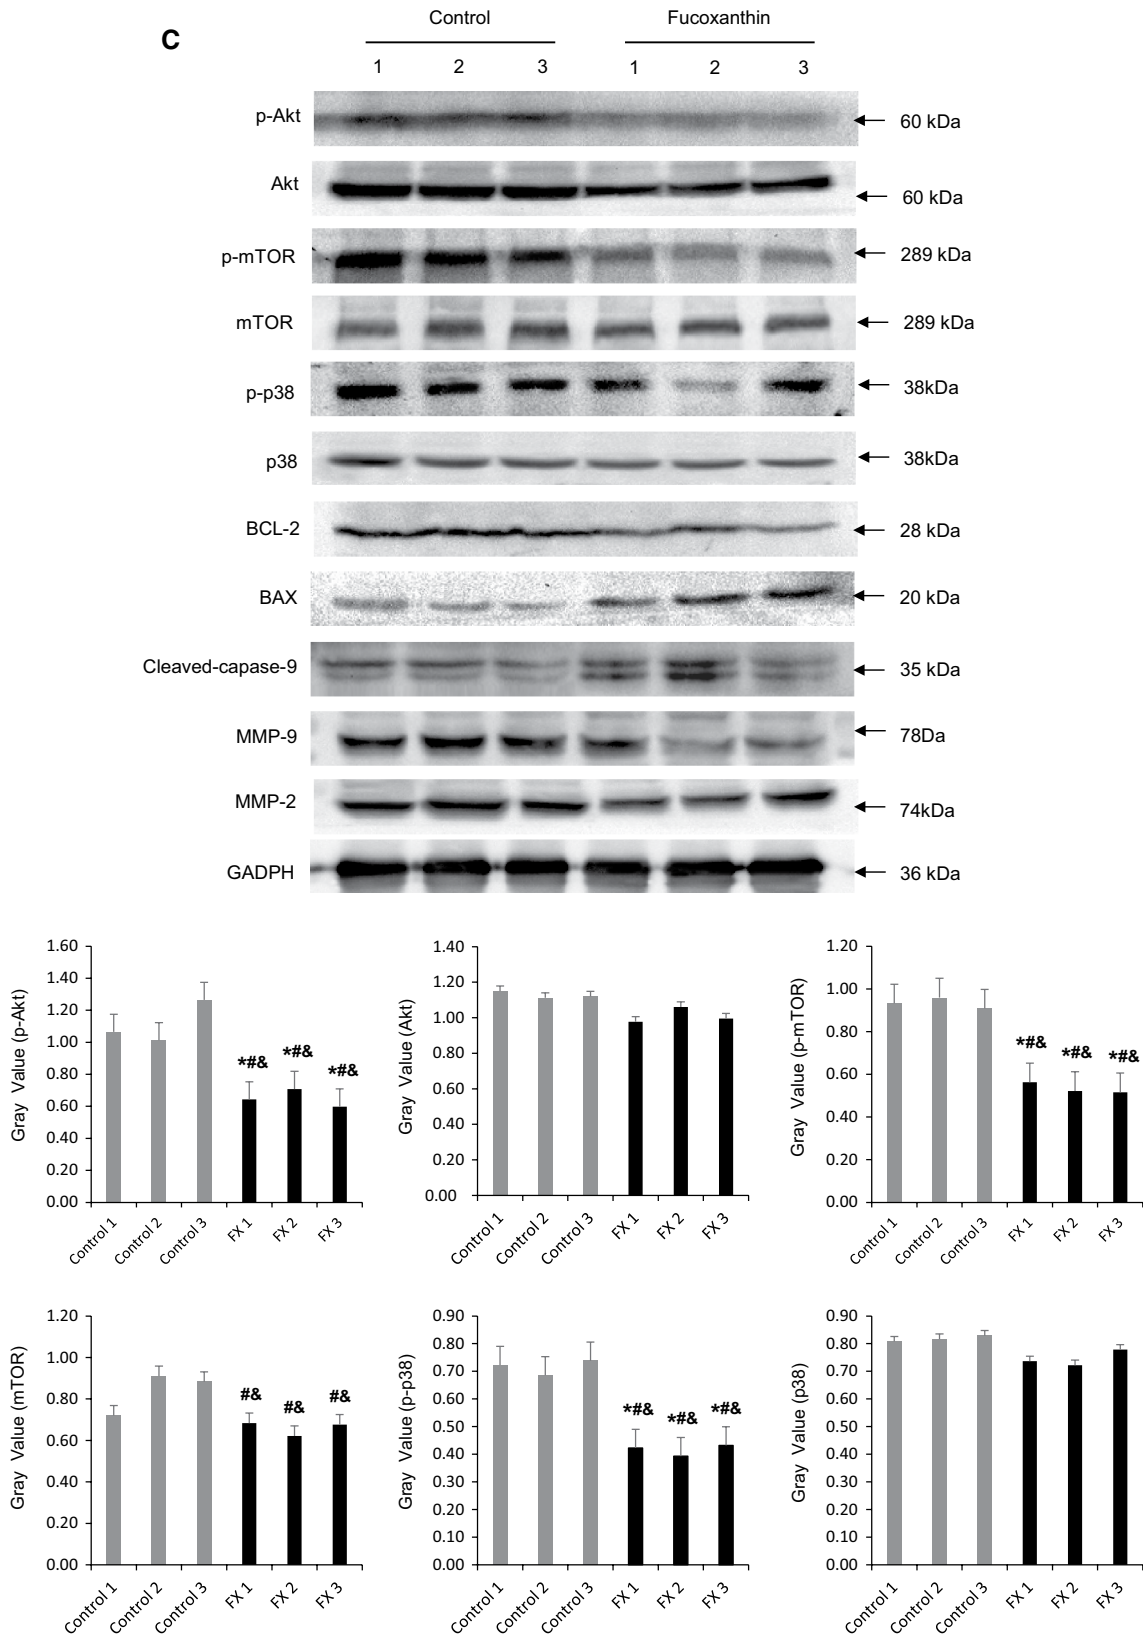 C
Control Fucoxanthin
1 2 3 1 2 3
p-Akt 60 kDa
Akt 60 kDa
p-mTOR 289 kDa
mTOR 289 kDa
p-p38 38kDa
p38 38kDa
BCL-2 28 kDa
BAX 20 kDa
Cleaved-capase-9 35 kDa
MMP-9 78Da
MMP-2 74kDa
GADPH 36 kDa
Gray Value (p-Akt)
1.60
1.40
1.20
1.00
0.80
0.60
0.40
0.20
0.00
*#& *#& *#&
Control 1 Control 2 Control 3 FX 1 FX 2 FX 3
Gray Value (Akt)
1.40
1.20
1.00
0.80
0.60
0.40
0.20
0.00
Control 1 Control 2 Control 3 FX 1 FX 2 FX 3
Gray Value (p-mTOR)
1.20
1.00
0.80
0.60
0.40
0.20
0.00
*#& *#& *#&
Control 1 Control 2 Control 3 FX 1 FX 2 FX 3
Gray Value (mTOR)
1.20
1.00
0.80
0.60
0.40
0.20
0.00
#& #& #&
Control 1 Control 2 Control 3 FX 1 FX 2 FX 3
Gray Value (p-p38)
0.90
0.80
0.70
0.60
0.50
0.40
0.30
0.20
0.10
0.00
*#& *#& *#&
Control 1 Control 2 Control 3 FX 1 FX 2 FX 3
Gray Value (p38)
0.90
0.80
0.70
0.60
0.50
0.40
0.30
0.20
0.10
0.00
Control 1 Control 2 Control 3 FX 1 FX 2 FX 3